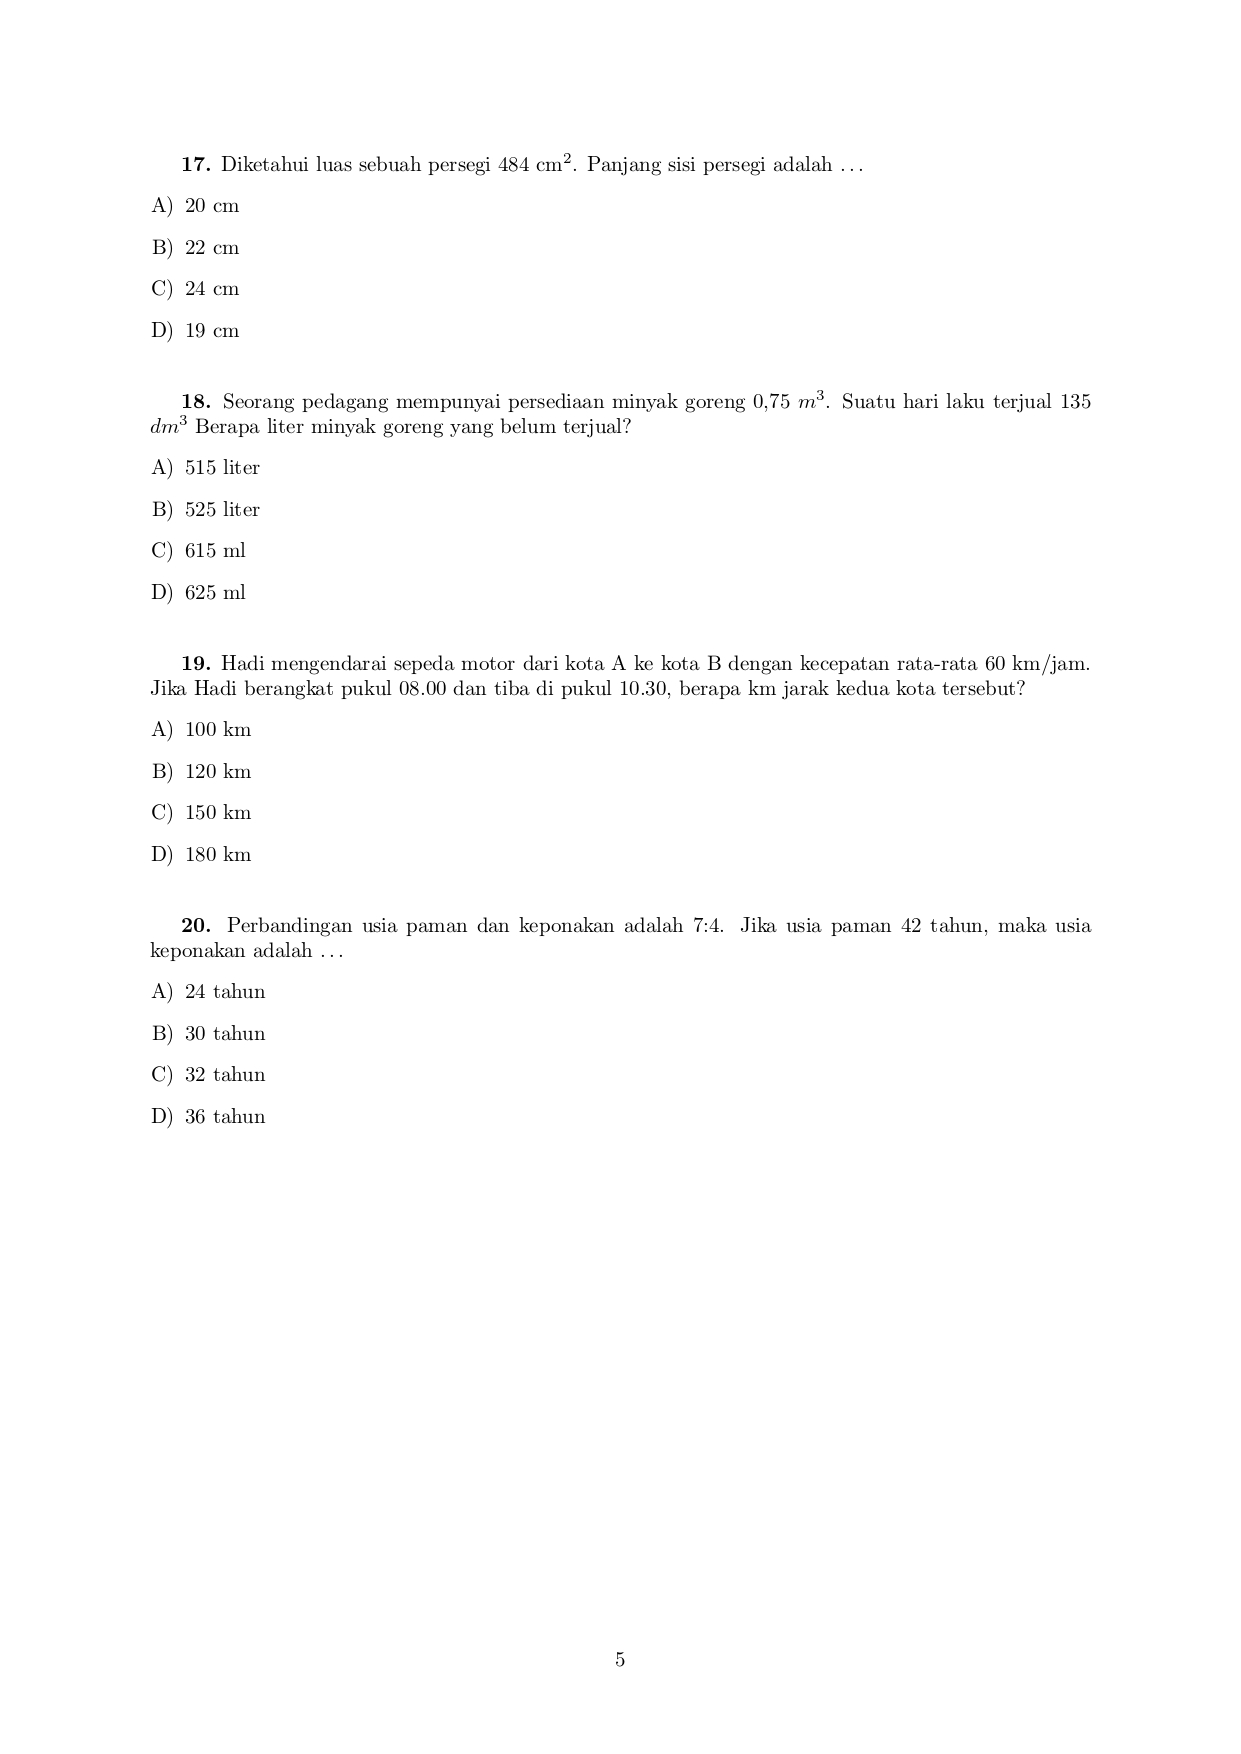 17. Diketahui luas sebuah persegi 484 cm². Panjang sisi persegi adalah ...
A) 20 cm
B) 22 cm
C) 24 cm
D) 19 cm
18. Seorang pedagang mempunyai persediaan minyak goreng 0,75 m³. Suatu hari laku terjual 135
dm³ Berapa liter minyak goreng yang belum terjual?
A) 515 liter
B) 525 liter
C) 615 ml
D) 625 ml
19. Hadi mengendarai sepeda motor dari kota A ke kota B dengan kecepatan rata-rata 60 km/jam.
Jika Hadi berangkat pukul 08.00 dan tiba di pukul 10.30, berapa km jarak kedua kota tersebut?
A) 100 km
B) 120 km
C) 150 km
D) 180 km
20. Perbandingan usia paman dan keponakan adalah 7:4. Jika usia paman 42 tahun, maka usia
keponakan adalah ...
A) 24 tahun
B) 30 tahun
C) 32 tahun
D) 36 tahun
5